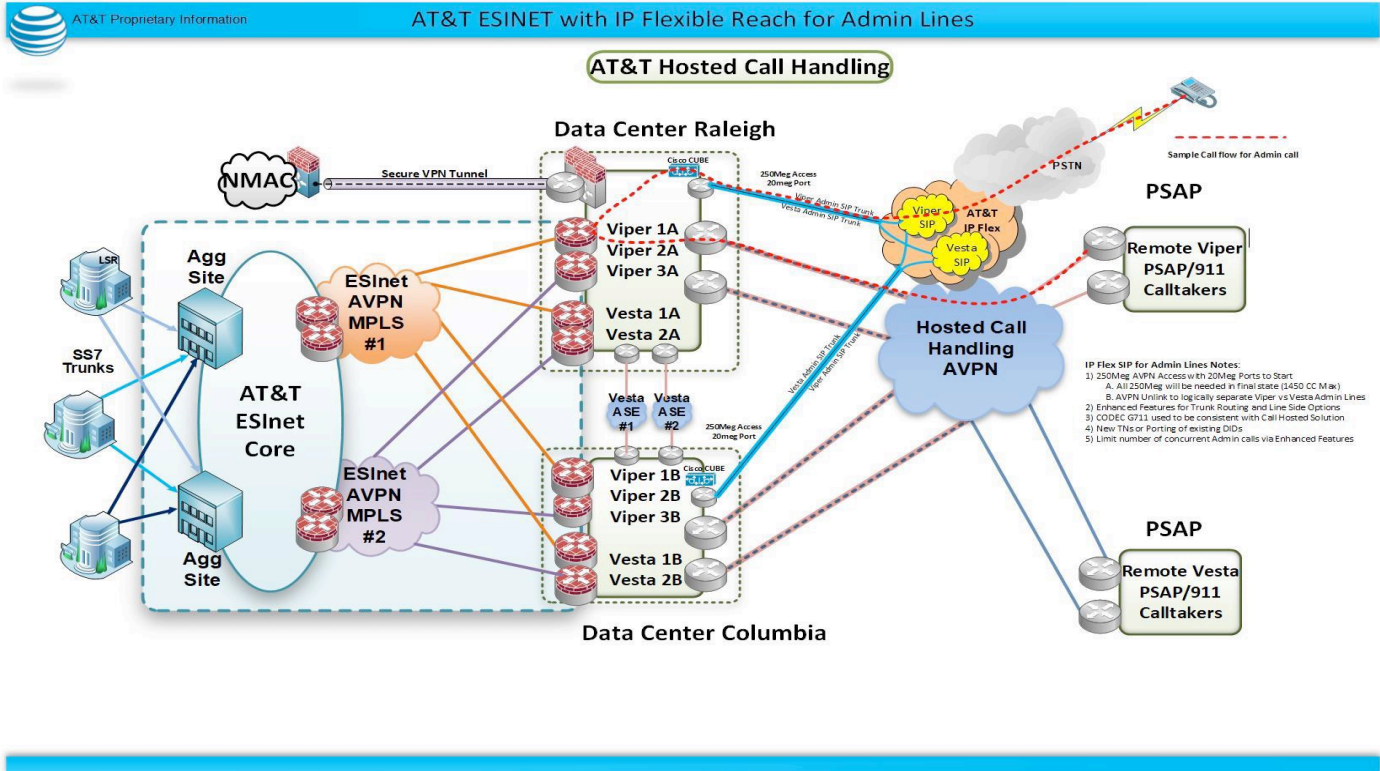 AT&T Proprietary Information
AT&T ESINET with IP Flexible Reach for Admin Lines
AT&T Hosted Call Handling
Data Center Raleigh
NMAC
Secure VPN Tunnel
Cisco CUBE
250Meg Access
20meg Port
Viper Admin SIP Trunk
Vesta Admin SIP Trunk
PSTN
Sample Call flow for Admin call
Viper
SIP
AT&T
IP Flex
Vesta
SIP
PSAP
Remote Viper
PSAP/911
Calltakers
LSR
Agg
Site
SS7
Trunks
AT&T
ESInet
Core
Agg
Site
ESInet
AVPN
MPLS
#1
ESInet
AVPN
MPLS
#2
Viper 1A
Viper 2A
Viper 3A
Vesta 1A
Vesta 2A
Vesta
ASE
#1
Vesta
ASE
#2
Vesta Admin SIP Trunk
Viper Admin SIP Trunk
250Meg Access
20meg Port
Cisco CUBE
Viper 1B
Viper 2B
Viper 3B
Vesta 1B
Vesta 2B
Data Center Columbia
Hosted Call
Handling
AVPN
IP Flex SIP for Admin Lines Notes:
1) 250Meg AVPN Access with 20Meg Ports to Start
A. All 250Meg will be needed in final state (1450 CC Max)
B. AVPN Unlink to logically separate Viper vs Vesta Admin Lines
2) Enhanced Features for Trunk Routing and Line Side Options
3) CODEC G711 used to be consistent with Call Hosted Solution
4) New TNs or Porting of existing DIDs
5) Limit number of concurrent Admin calls via Enhanced Features
PSAP
Remote Vesta
PSAP/911
Calltakers